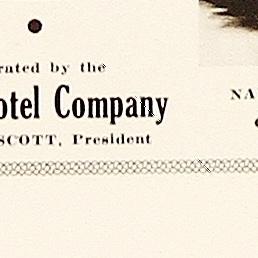 rated by the
otel Company
SCOTT, President
NA